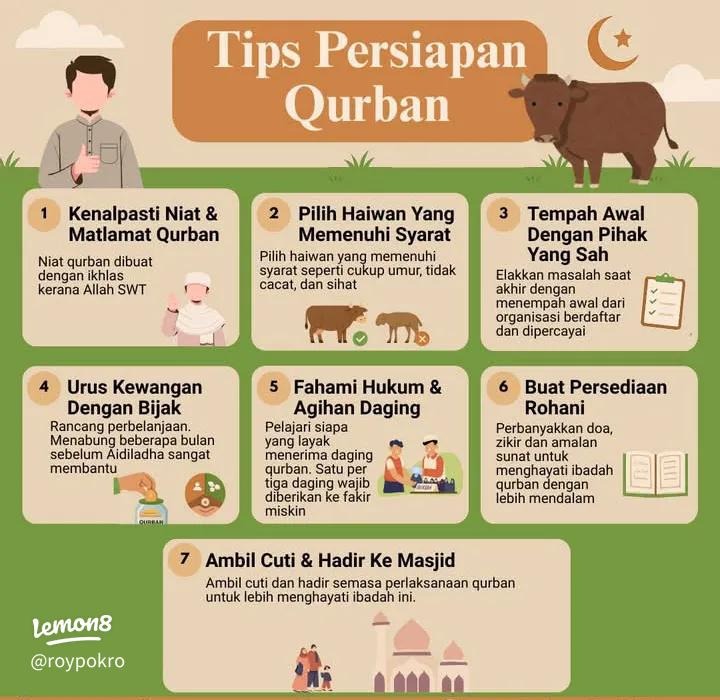 Tips Persiapan
Qurban
1
Kenalpasti Niat &
Matlamat Qurban
Niat qurban dibuat
dengan ikhlas
kerana Allah SWT
2
Pilih Haiwan Yang
Memenuhi Syarat
Pilih haiwan yang memenuhi
syarat seperti cukup umur, tidak
cacat, dan sihat
3
Tempah Awal
Dengan Pihak
Yang Sah
Elakkan masalah saat
akhir dengan
menempah awal dari
organisasi berdaftar
dan dipercayai
4
Urus Kewangan
Dengan Bijak
Rancang perbelanjaan.
Menabung beberapa bulan
sebelum Aidiladha sangat
membantu
QURBAN
5
Fahami Hukum &
Agihan Daging
Pelajari siapa
yang layak
menerima daging
qurban. Satu per
tiga daging wajib
diberikan ke fakir
miskin
6
Buat Persediaan
Rohani
Perbanyakkan doa,
zikir dan amalan
sunat untuk
menghayati ibadah
qurban dengan
lebih mendalam
7
Ambil Cuti & Hadir Ke Masjid
Ambil cuti dan hadir semasa perlaksanaan qurban
untuk lebih menghayati ibadah ini.
lemon8
@roypokro